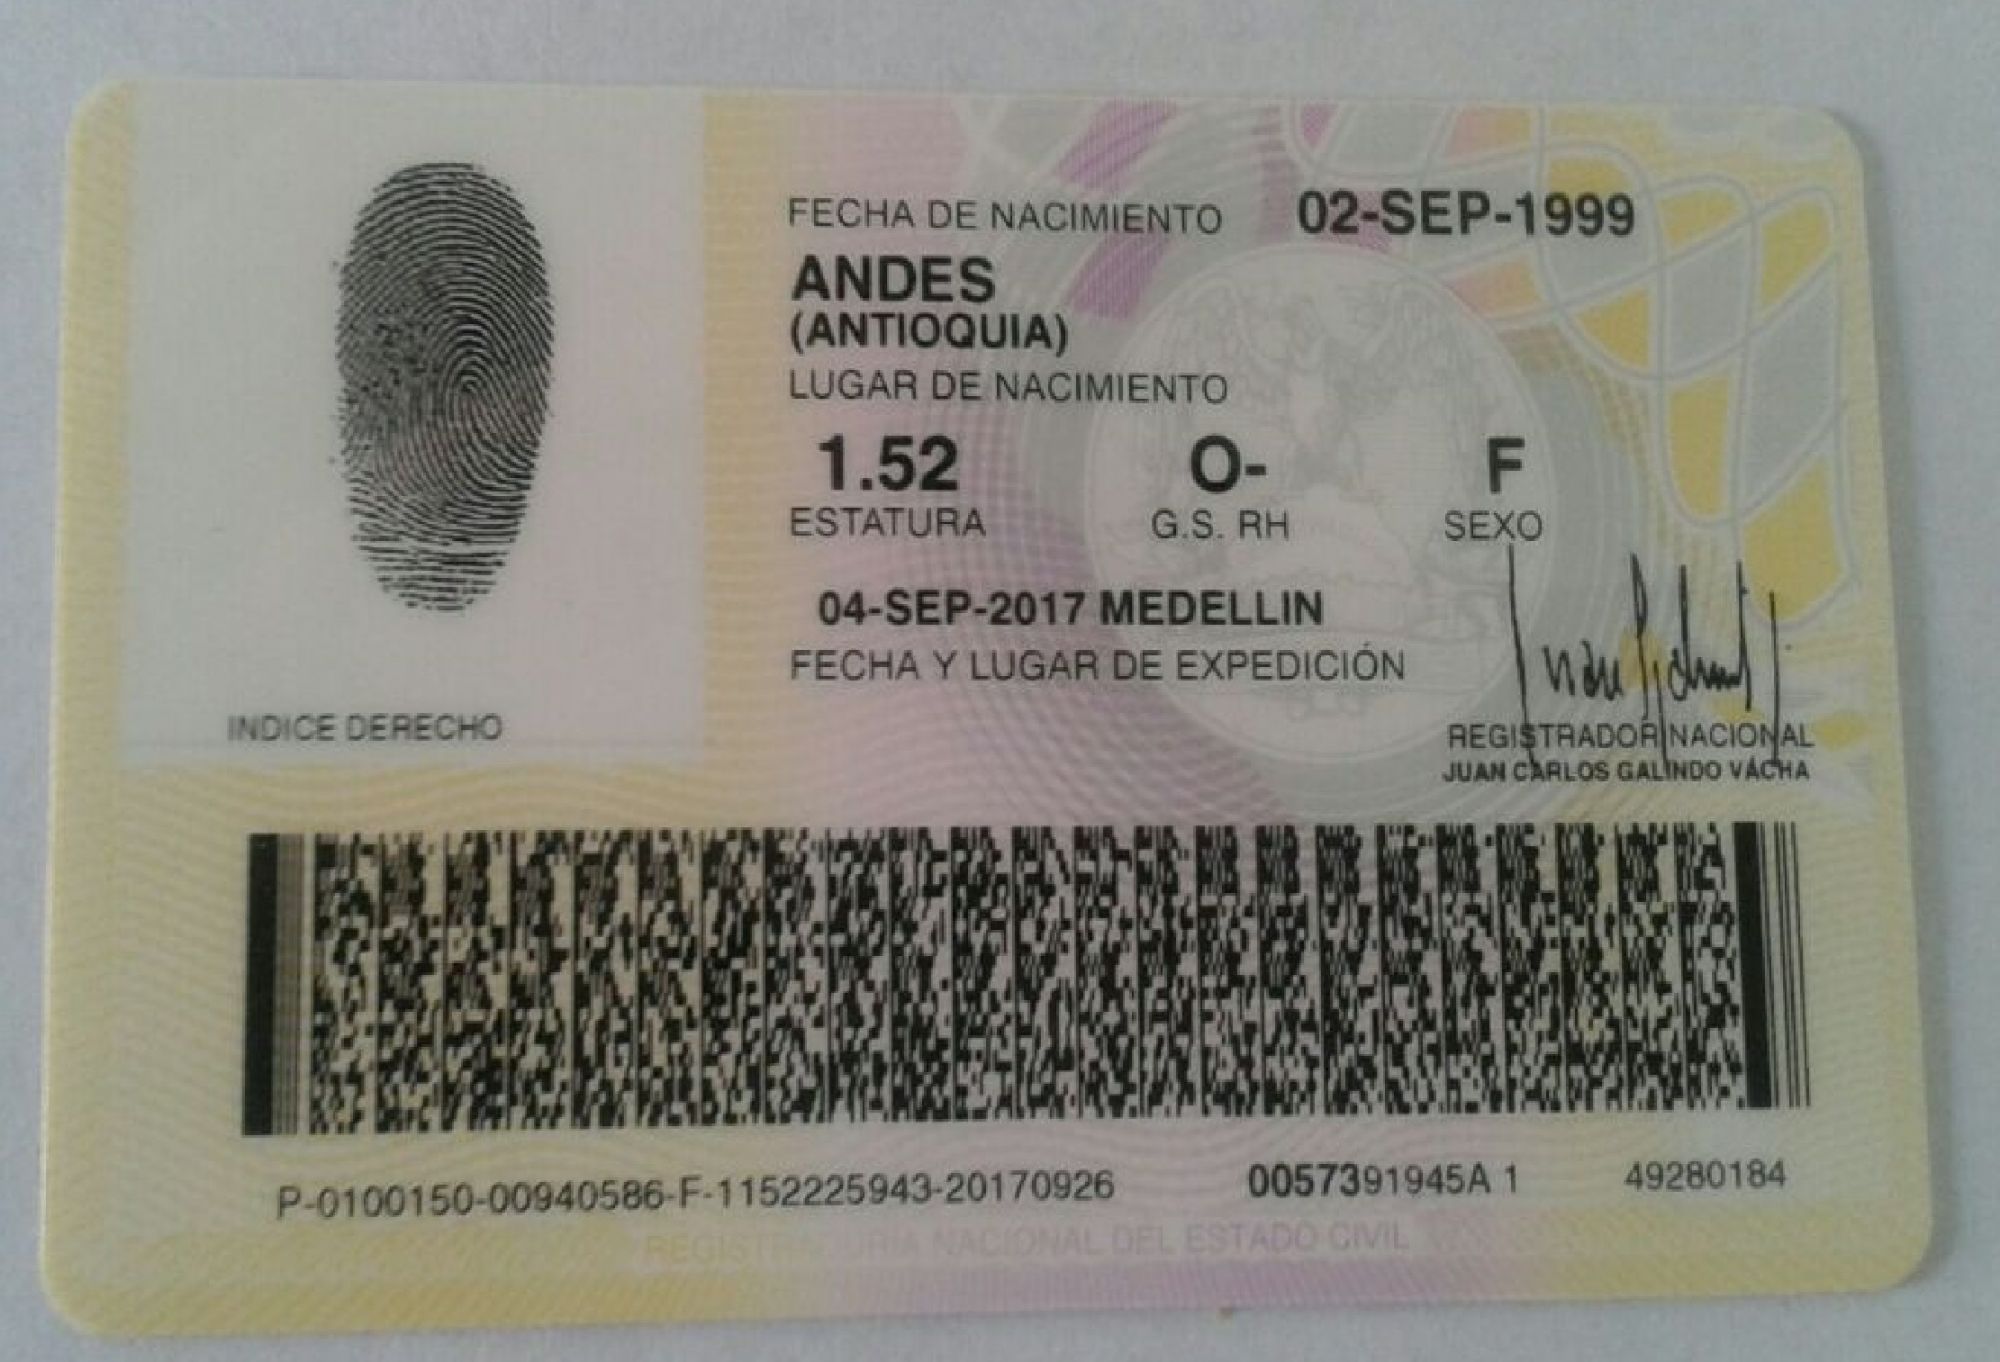 FECHA DE NACIMIENTO 02-SEP-1999
ANDES
(ANTIOQUIA)
LUGAR DE NACIMIENTO
1.52 O- F
ESTATURA G.S. RH SEXO
04-SEP-2017 MEDELLIN
FECHA Y LUGAR DE EXPEDICIÓN
INDICE DERECHO
REGISTRADOR NACIONAL
JUAN CARLOS GALINDO VÁCHA
P-0100150-00940586-F-1152225943-20170926 0057391945A 1 49280184
REGISTRADURIA NACIONAL DEL ESTADO CIVIL